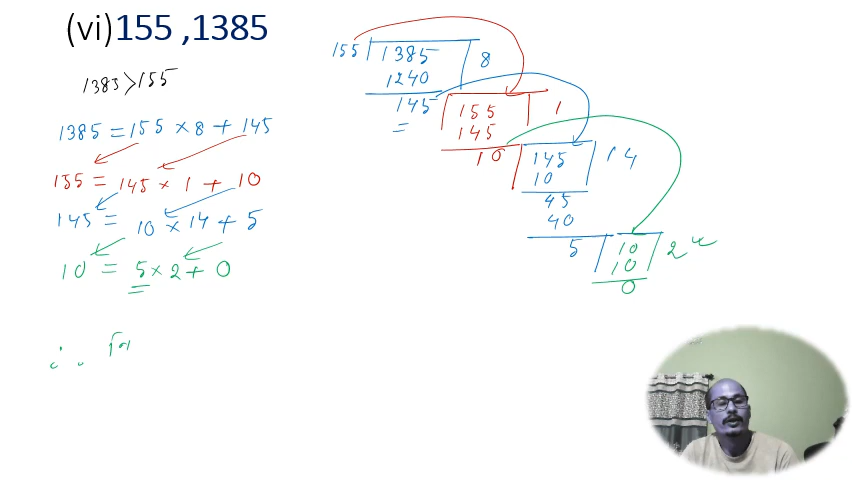 (vi)155 ,1385
1385>155
1385 = 155 × 8 + 145
155 = 145 × 1 + 10
145 = 10 × 14 + 5
10 = 5 × 2 + 0
∴
155 1385 8
1240
145 155 1
=
145
10 145 14
10
45
40
5 10 2
10
0